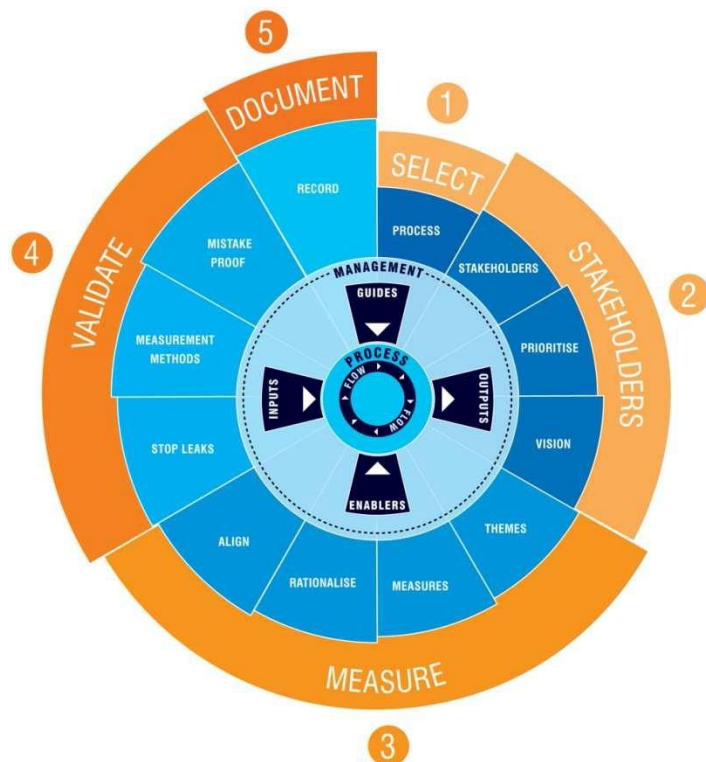 1
SELECT
PROCESS
2
STAKEHOLDERS
STAKEHOLDERS
PRIORITISE
VISION
3
MEASURE
THEMES
MEASURES
RATIONALISE
ALIGN
4
VALIDATE
STOP LEAKS
MEASUREMENT
METHODS
MISTAKE
PROOF
5
DOCUMENT
RECORD
MANAGEMENT
GUIDES
INPUTS
OUTPUTS
ENABLERS
PROCESS
FLOW
FLOW